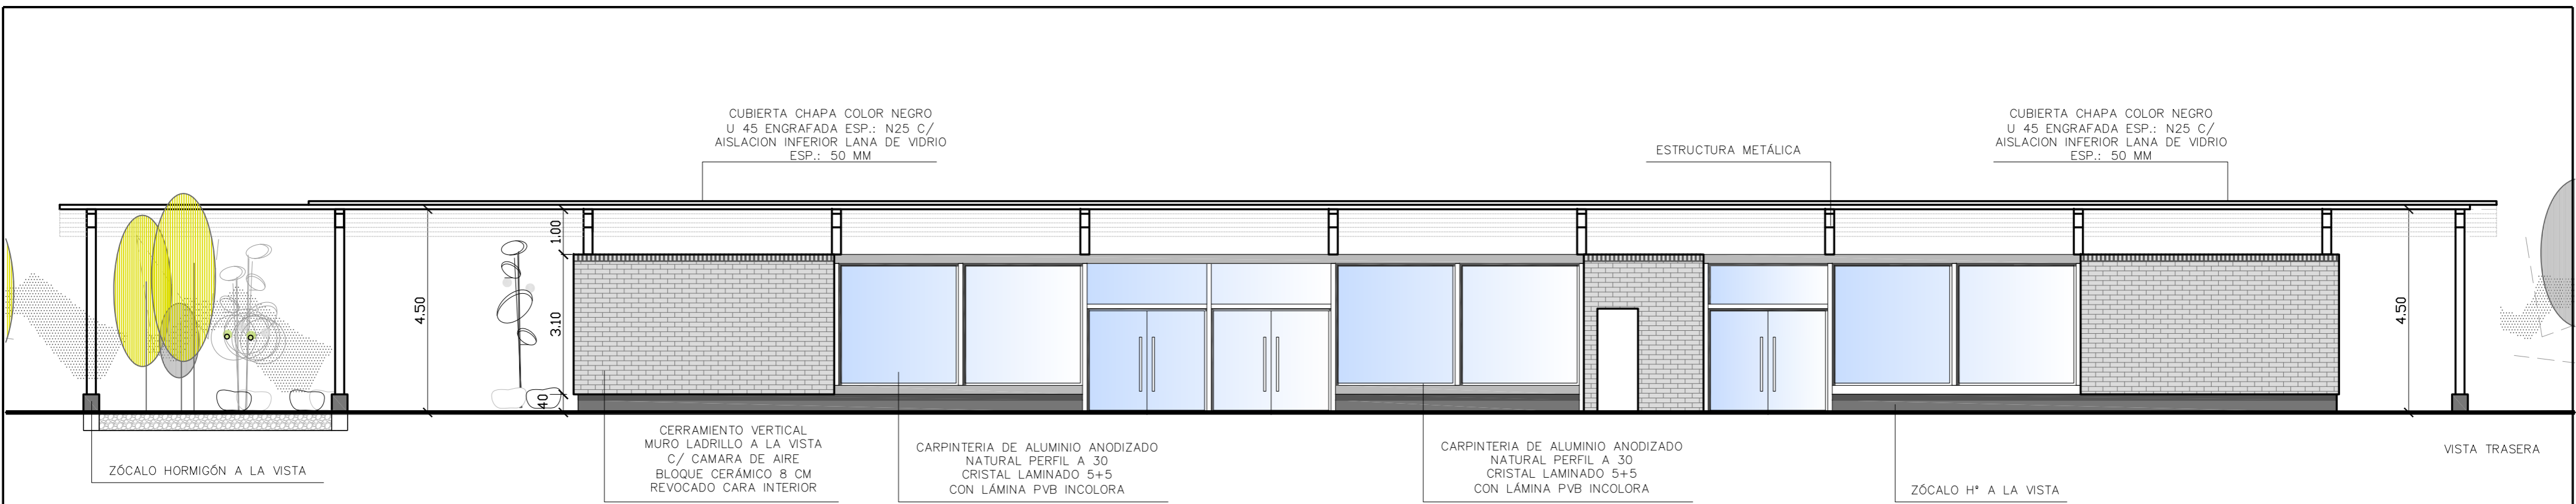 CUBIERTA CHAPA COLOR NEGRO
U 45 ENGRAFADA ESP.: N25 C/
AISLACION INFERIOR LANA DE VIDRIO
ESP.: 50 MM
ESTRUCTURA METÁLICA
CUBIERTA CHAPA COLOR NEGRO
U 45 ENGRAFADA ESP.: N25 C/
AISLACION INFERIOR LANA DE VIDRIO
ESP.: 50 MM
4.50
1.00
3.10
40
4.50
ZÓCALO HORMIGÓN A LA VISTA
CERRAMIENTO VERTICAL
MURO LADRILLO A LA VISTA
C/ CAMARA DE AIRE
BLOQUE CERÁMICO 8 CM
REVOCADO CARA INTERIOR
CARPINTERIA DE ALUMINIO ANODIZADO
NATURAL PERFIL A 30
CRISTAL LAMINADO 5+5
CON LÁMINA PVB INCOLORA
CARPINTERIA DE ALUMINIO ANODIZADO
NATURAL PERFIL A 30
CRISTAL LAMINADO 5+5
CON LÁMINA PVB INCOLORA
ZÓCALO Hº A LA VISTA
VISTA TRASERA